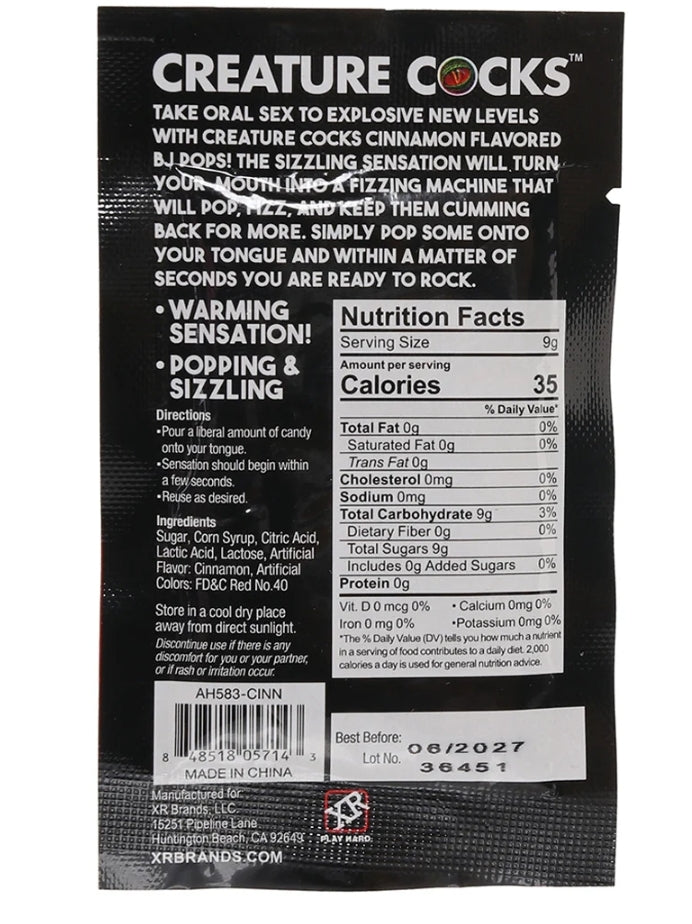 CREATURE COCKS™
TAKE ORAL SEX TO EXPLOSIVE NEW LEVELS
WITH CREATURE COCKS CINNAMON FLAVORED
BJ POPS! THE SIZZLING SENSATION WILL TURN
YOUR MOUTH INTO A FIZZING MACHINE THAT
WILL POP, FIZZ, AND KEEP THEM CUMMING
BACK FOR MORE. SIMPLY POP SOME ONTO
YOUR TONGUE AND WITHIN A MATTER OF
SECONDS YOU ARE READY TO ROCK.
• WARMING
SENSATION!
• POPPING &
SIZZLING
Directions
•Pour a liberal amount of candy
onto your tongue.
•Sensation should begin within
a few seconds.
•Reuse as desired.
Ingredients
Sugar, Corn Syrup, Citric Acid,
Lactic Acid, Lactose, Artificial
Flavor: Cinnamon, Artificial
Colors: FD&C Red No.40
Store in a cool dry place
away from direct sunlight.
Discontinue use if there is any
discomfort for you or your partner,
or if rash or irritation occur.
Nutrition Facts
Serving Size 9g
Amount per serving
Calories 35
% Daily Value*
Total Fat 0g 0%
Saturated Fat 0g 0%
Trans Fat 0g
Cholesterol 0mg 0%
Sodium 0mg 0%
Total Carbohydrate 9g 3%
Dietary Fiber 0g 0%
Total Sugars 9g
Includes 0g Added Sugars 0%
Protein 0g
Vit. D 0 mcg 0% • Calcium 0mg 0%
Iron 0 mg 0% •Potassium 0mg 0%
*The % Daily Value (DV) tells you how much a nutrient
in a serving of food contributes to a daily diet. 2,000
calories a day is used for general nutrition advice.
AH583-CINN
8 48518 05714 3
MADE IN CHINA
Best Before: 06/2027
Lot No. 36451
Manufactured for:
XR Brands, LLC.
15251 Pipeline Lane
Huntington Beach, CA 92649
XRBRANDS.COM
XR
PLAY HARD